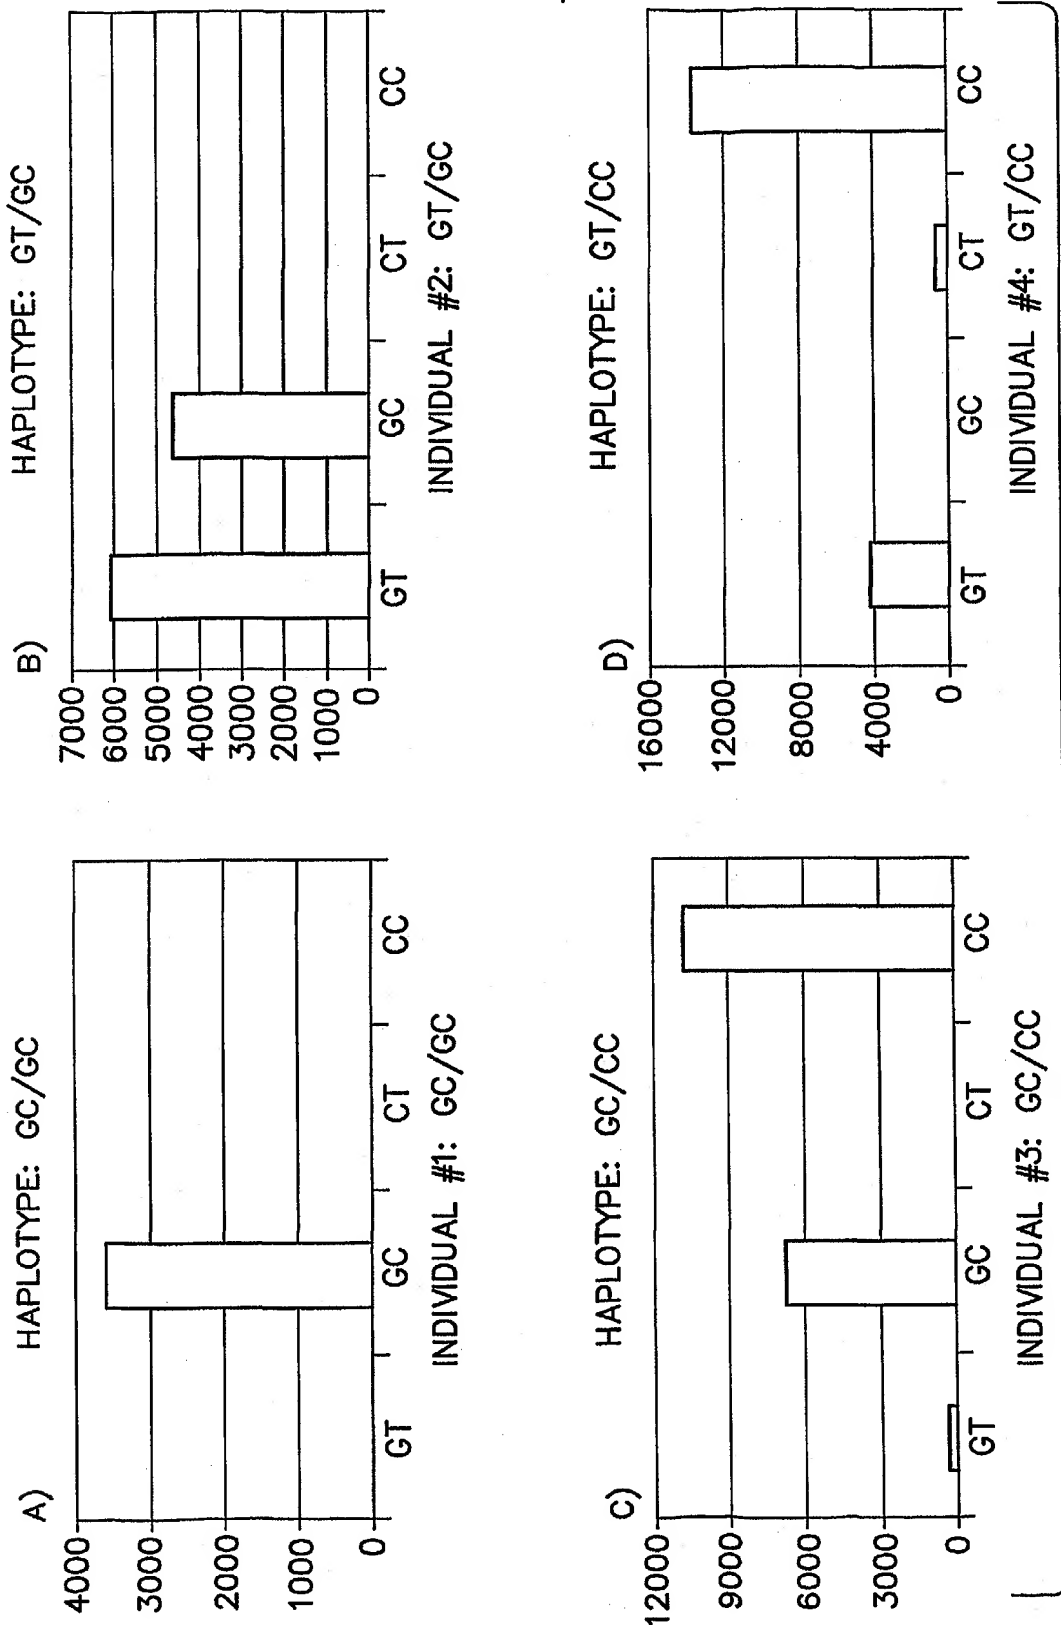 A)
HAPLOTYPE: GC/GC
4000
3000
2000
1000
0
GT GC CT CC
INDIVIDUAL #1: GC/GC
B)
HAPLOTYPE: GT/GC
7000
6000
5000
4000
3000
2000
1000
0
GT GC CT CC
INDIVIDUAL #2: GT/GC
C)
HAPLOTYPE: GC/CC
12000
9000
6000
3000
0
GT GC CT CC
INDIVIDUAL #3: GC/CC
D)
HAPLOTYPE: GT/CC
16000
12000
8000
4000
0
GT GC CT CC
INDIVIDUAL #4: GT/CC